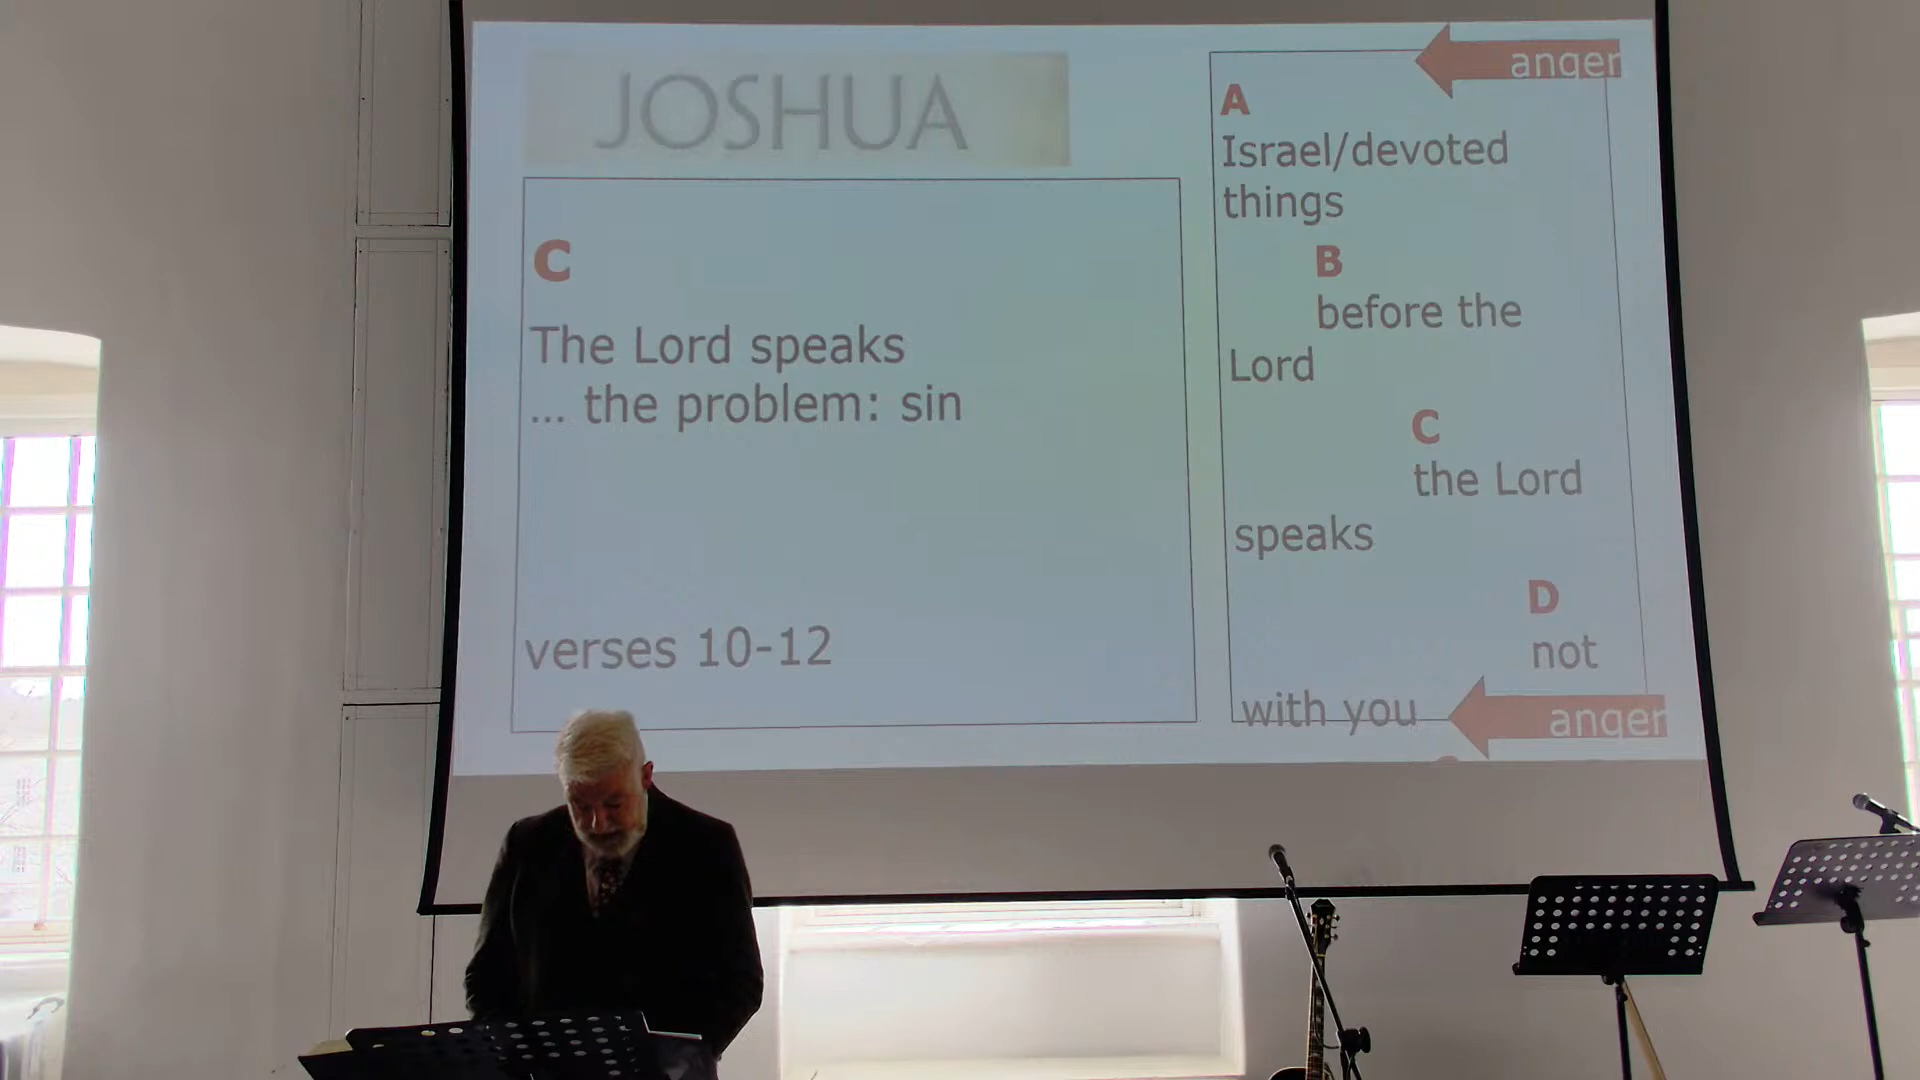 JOSHUA
C
The Lord speaks
... the problem: sin
verses 10-12
anger
A
Israel/devoted
things
B
before the
Lord
C
the Lord
speaks
D
not
with you
anger